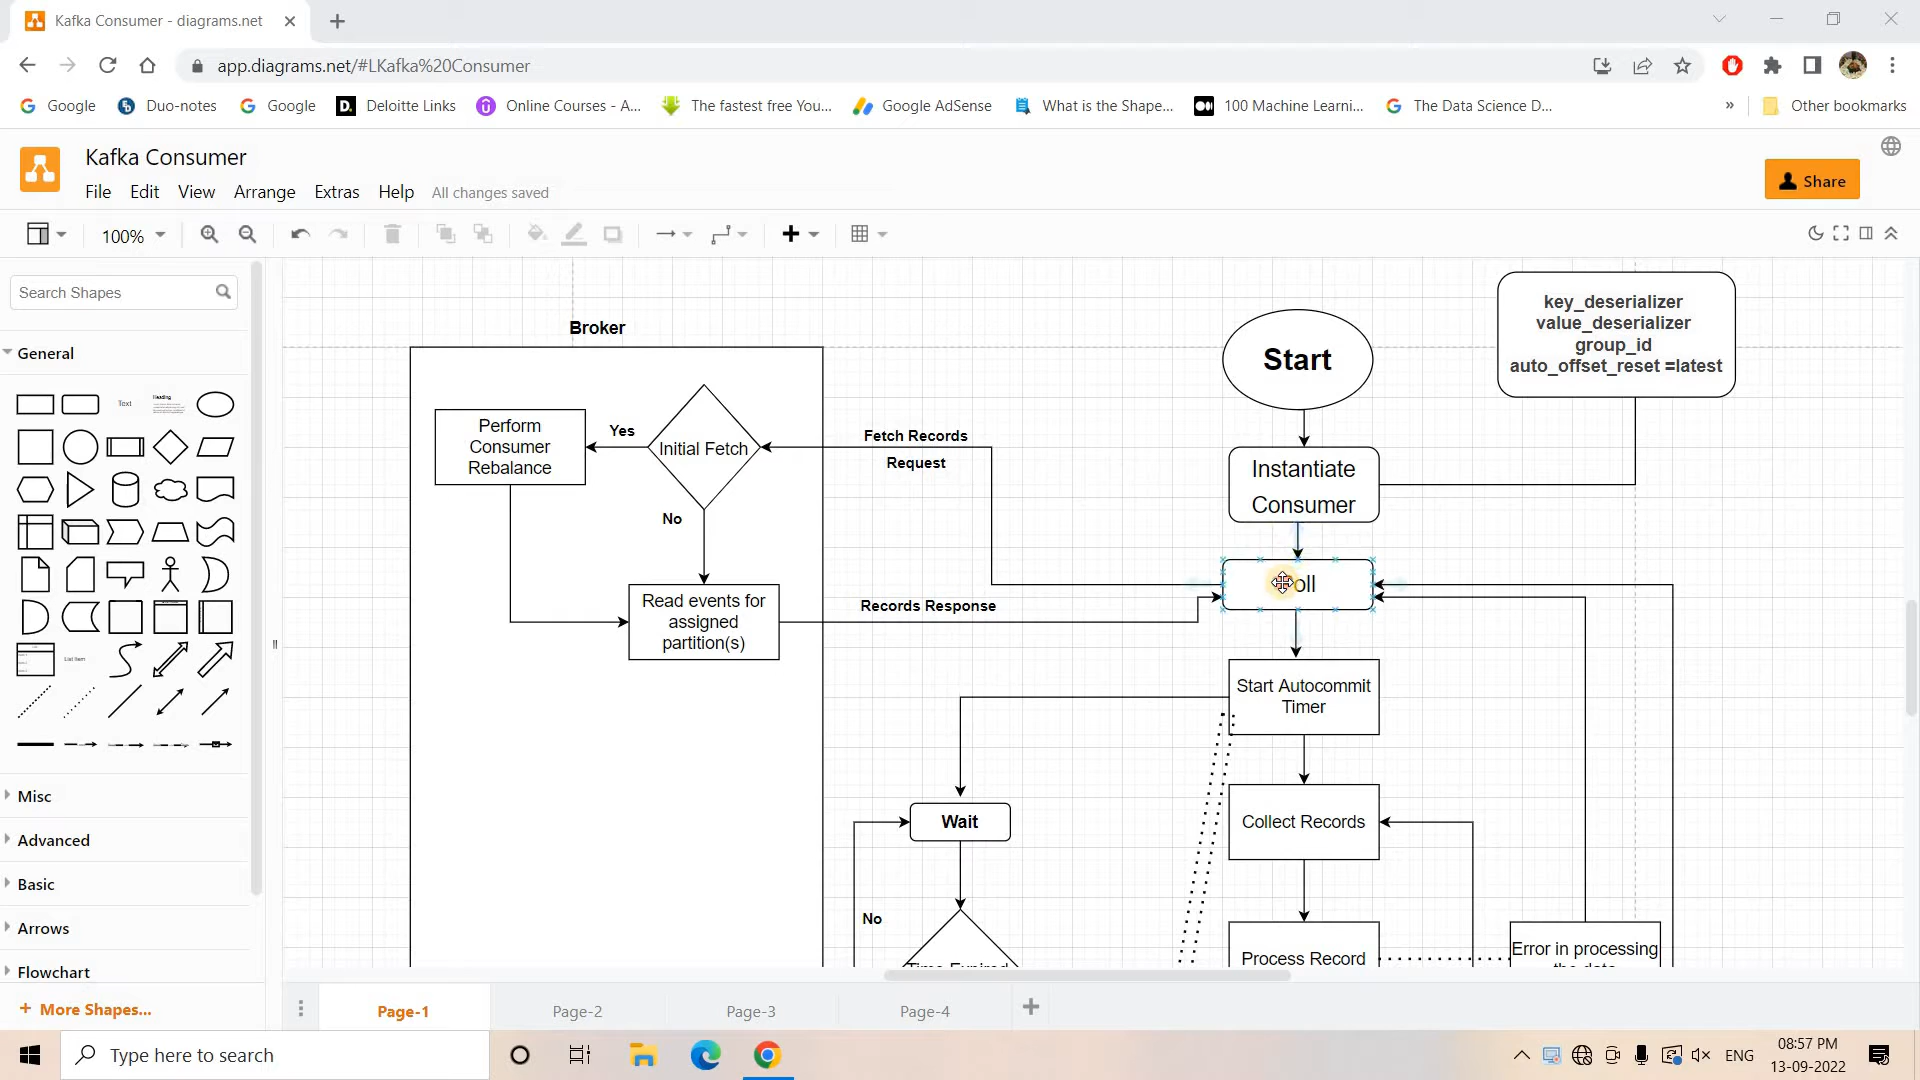 Kafka Consumer - diagrams.net
app.diagrams.net/#LKafka%20Consumer
Google
Duo-notes
Google
Deloitte Links
Online Courses - A...
The fastest free You...
Google AdSense
What is the Shape...
100 Machine Learni...
The Data Science D...
»
Other bookmarks
Kafka Consumer
File Edit View Arrange Extras Help All changes saved
Share
100%
Search Shapes
General
Text
Heading
List Item
Misc
Advanced
Basic
Arrows
Flowchart
+ More Shapes...
Broker
Perform
Consumer
Rebalance
Yes
Initial Fetch
No
Read events for
assigned
partition(s)
Fetch Records
Request
Records Response
Start
key_deserializer
value_deserializer
group_id
auto_offset_reset =latest
Instantiate
Consumer
oll
Start Autocommit
Timer
Wait
Collect Records
No
Time Expired
Process Record
Error in processing
the data
Page-1
Page-2
Page-3
Page-4
Type here to search
ENG
08:57 PM
13-09-2022